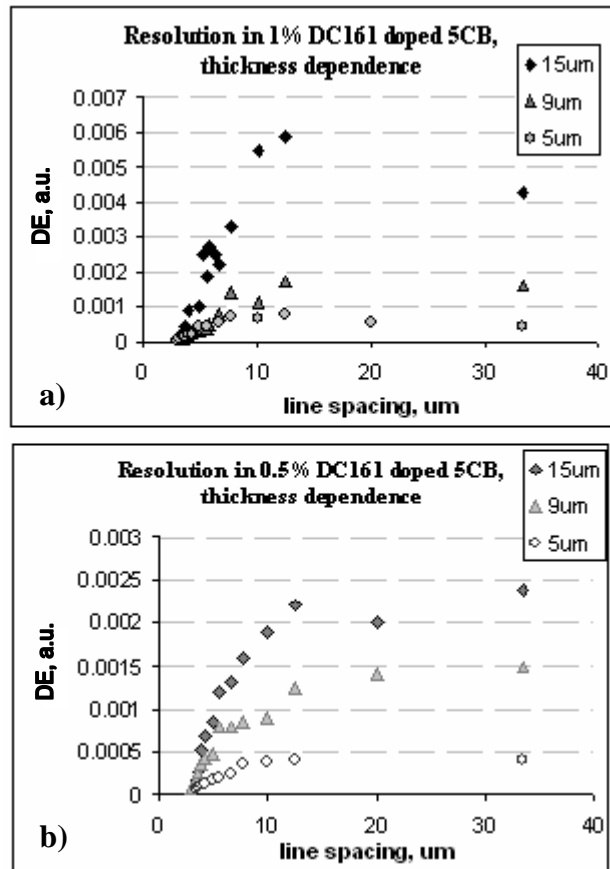 Resolution in 1% DC161 doped 5CB,
thickness dependence
15um
9um
5um
0.007
0.006
0.005
0.004
0.003
0.002
0.001
0
DE, a.u.
0 10 20 30 40
line spacing, um
a)
Resolution in 0.5% DC161 doped 5CB,
thickness dependence
15um
9um
5um
0.003
0.0025
0.002
0.0015
0.001
0.0005
0
DE, a.u.
0 10 20 30 40
line spacing, um
b)